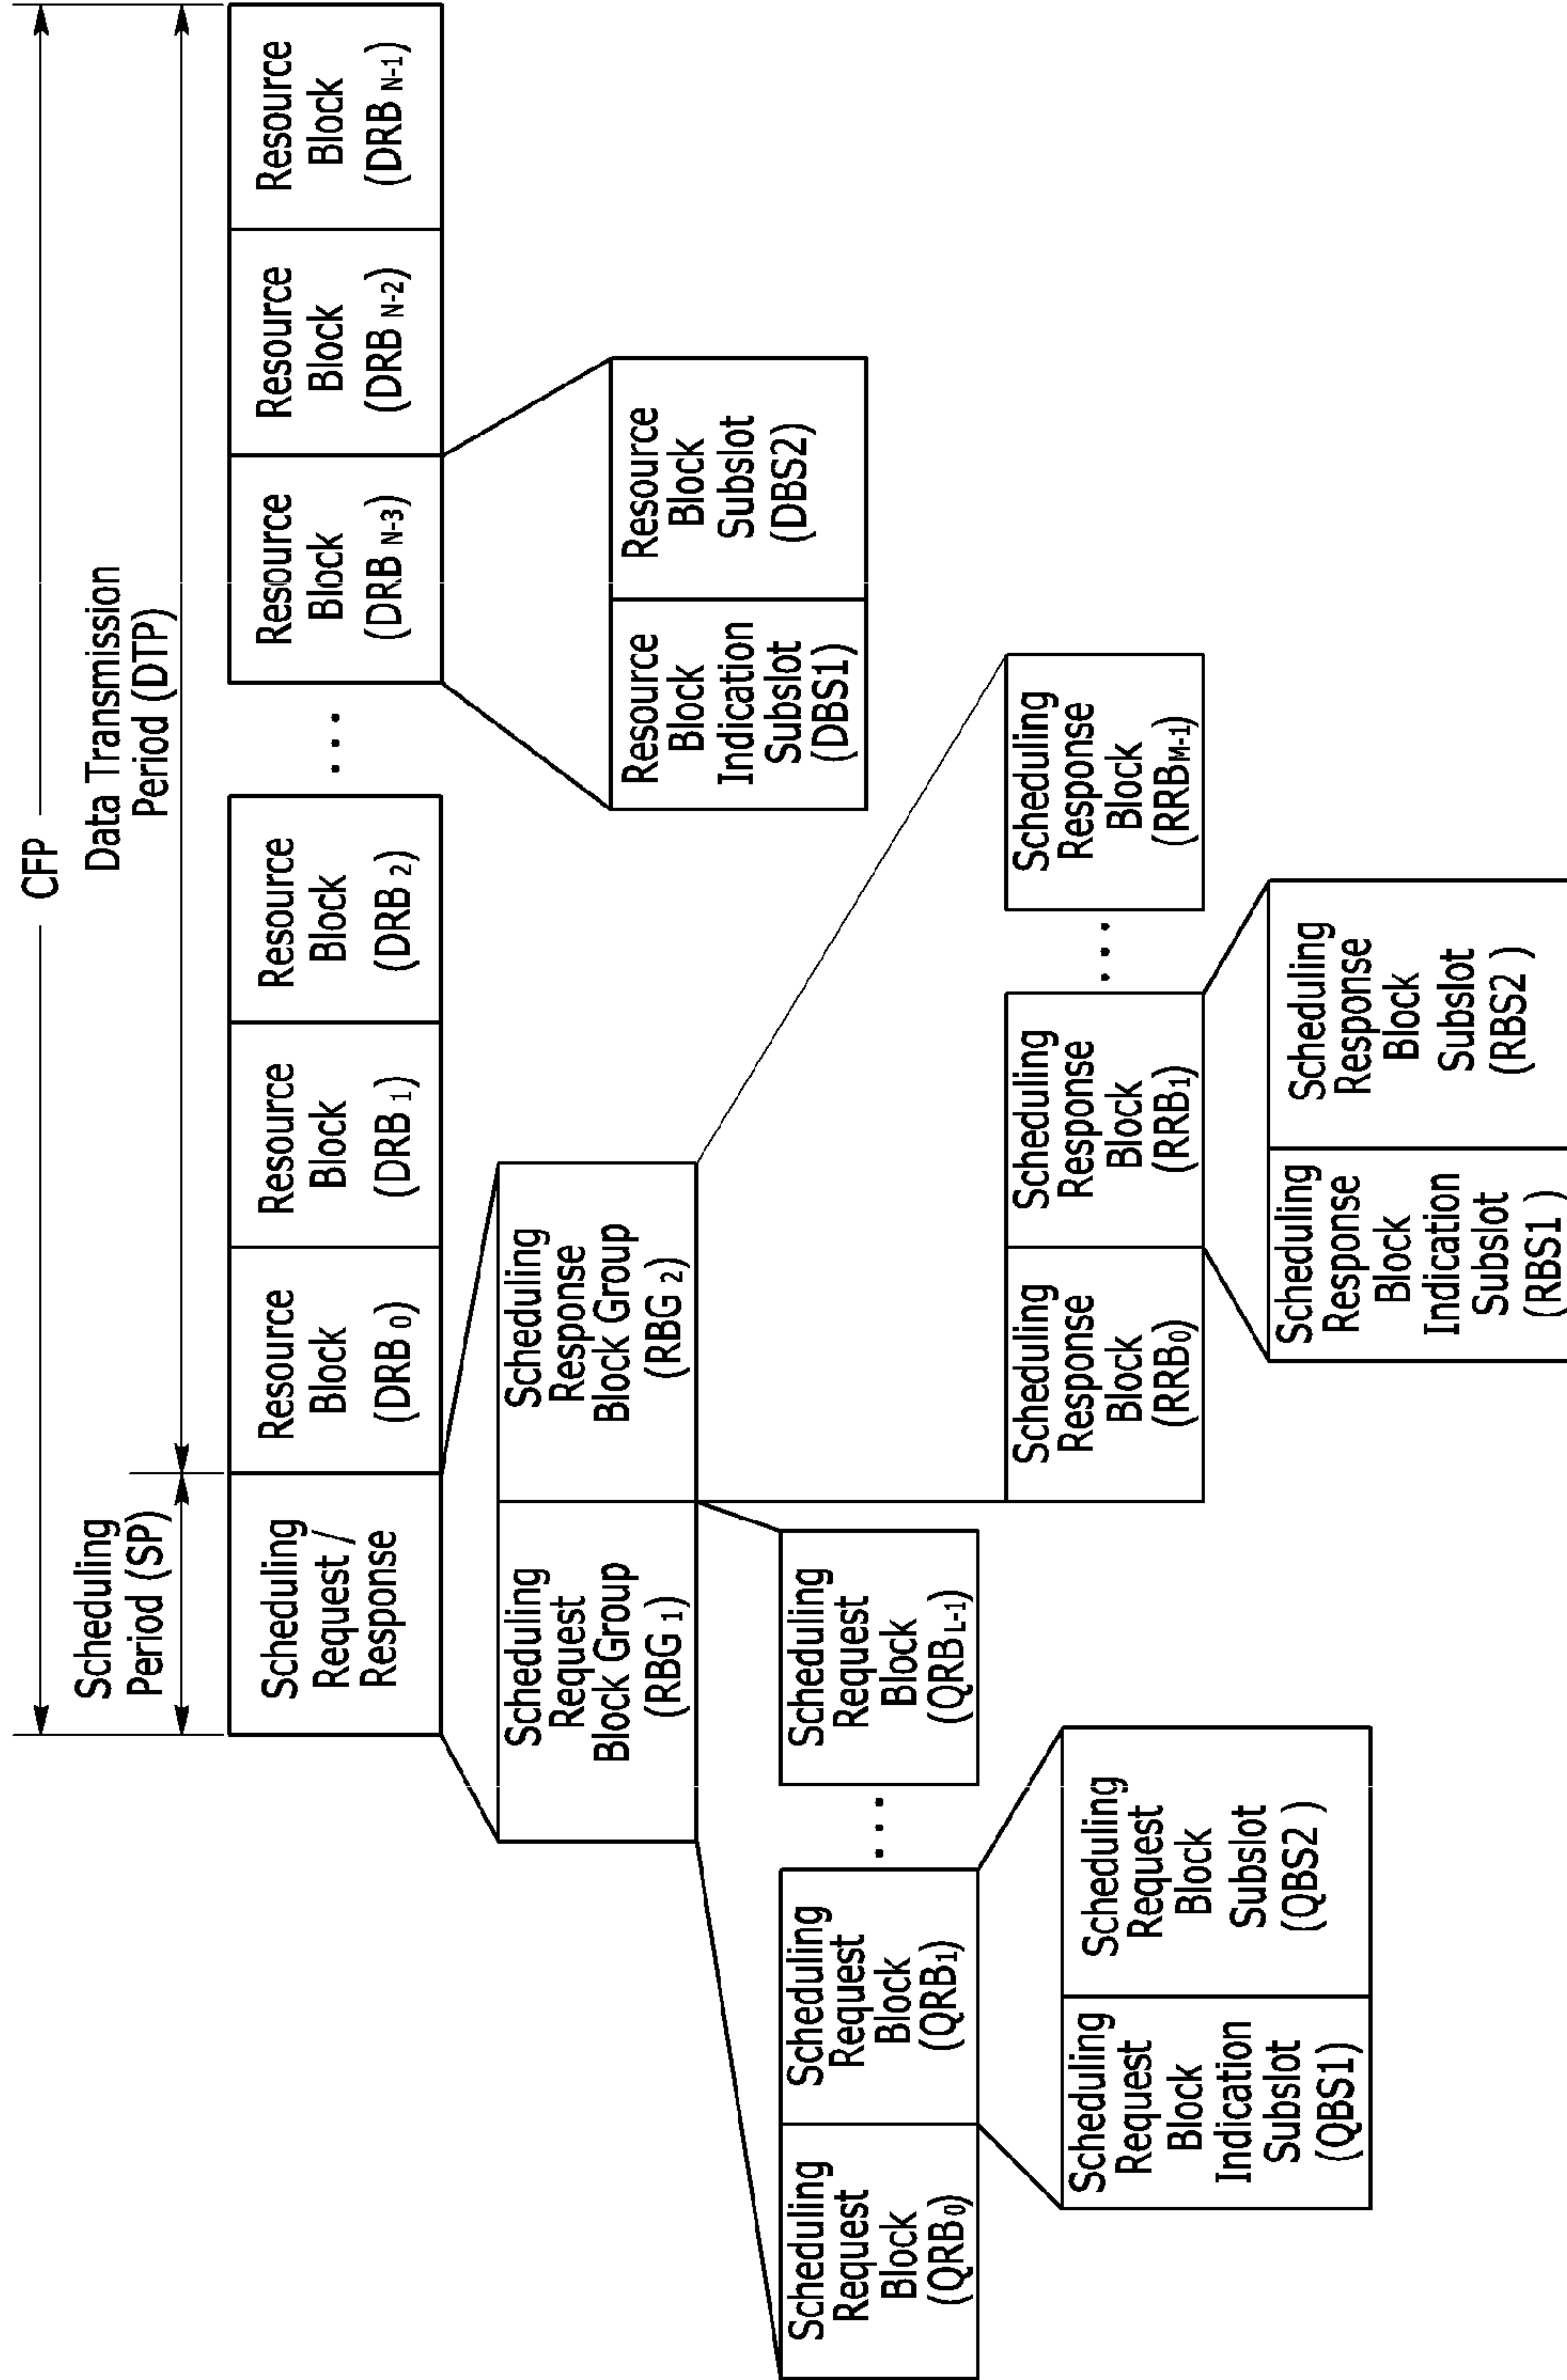 CFP
Scheduling
Period (SP)
Data Transmission
Period (DTP)
Scheduling
Request /
Response
Resource
Block
(DRB 0)
Resource
Block
(DRB 1)
Resource
Block
(DRB 2)
...
Resource
Block
(DRB N-3)
Resource
Block
(DRB N-2)
Resource
Block
(DRB N-1)
Scheduling
Request
Block Group
(RBG 1)
Scheduling
Response
Block Group
(RBG 2)
Resource
Block
Indication
Subslot
(DBS1)
Resource
Block
Subslot
(DBS2)
Scheduling
Request
Block
(QRB0)
Scheduling
Request
Block
(QRB1)
...
Scheduling
Request
Block
(QRBL-1)
Scheduling
Response
Block
(RRB0)
Scheduling
Response
Block
(RRB1)
...
Scheduling
Response
Block
(RRBM-1)
Scheduling
Request
Block
Indication
Subslot
(QBS1)
Scheduling
Request
Block
Subslot
(QBS2 )
Scheduling
Response
Block
Indication
Subslot
(RBS1 )
Scheduling
Response
Block
Subslot
(RBS2 )